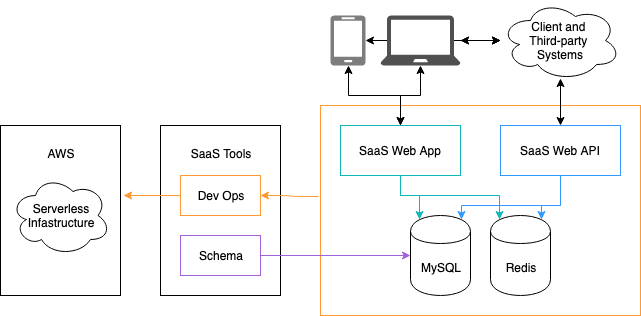 Client and
Third-party
Systems
AWS
SaaS Tools
SaaS Web App
SaaS Web API
Dev Ops
Serverless
Infastructure
Schema
MySQL
Redis